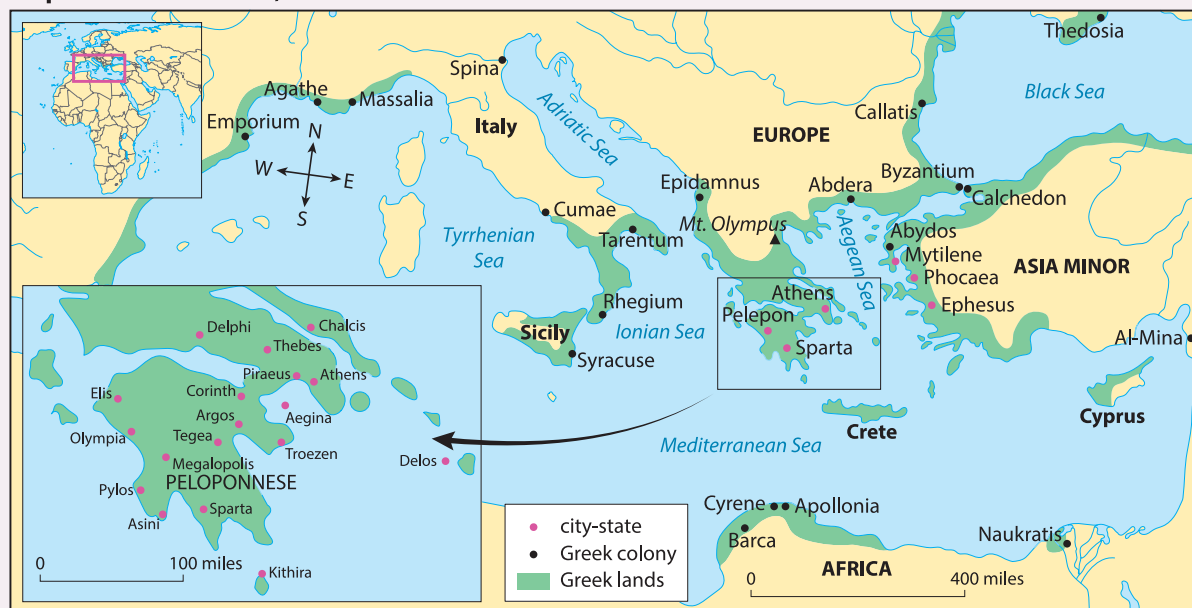 Thedosia
Black Sea
Spina
Agathe
Massalia
Emporium
N
W
E
S
Italy
Adriatic Sea
EUROPE
Callatis
Byzantium
Calchedon
Epidamnus
Abdera
Mt. Olympus
Aegean Sea
Abydos
Mytilene
Phocaea
Ephesus
ASIA MINOR
Cumae
Tarentum
Tyrrhenian
Sea
Rhegium
Ionian Sea
Sicily
Syracuse
Athens
Pelepon
Sparta
Al-Mina
Cyprus
Crete
Mediterranean Sea
Delphi
Chalcis
Thebes
Piraeus
Athens
Elis
Corinth
Aegina
Argos
Olympia
Tegea
Troezen
Megalopolis
PELOPONNESE
Delos
Pylos
Asini
Sparta
0
100 miles
Kithira
city-state
Greek colony
Greek lands
Cyrene
Apollonia
Barca
Naukratis
AFRICA
0
400 miles